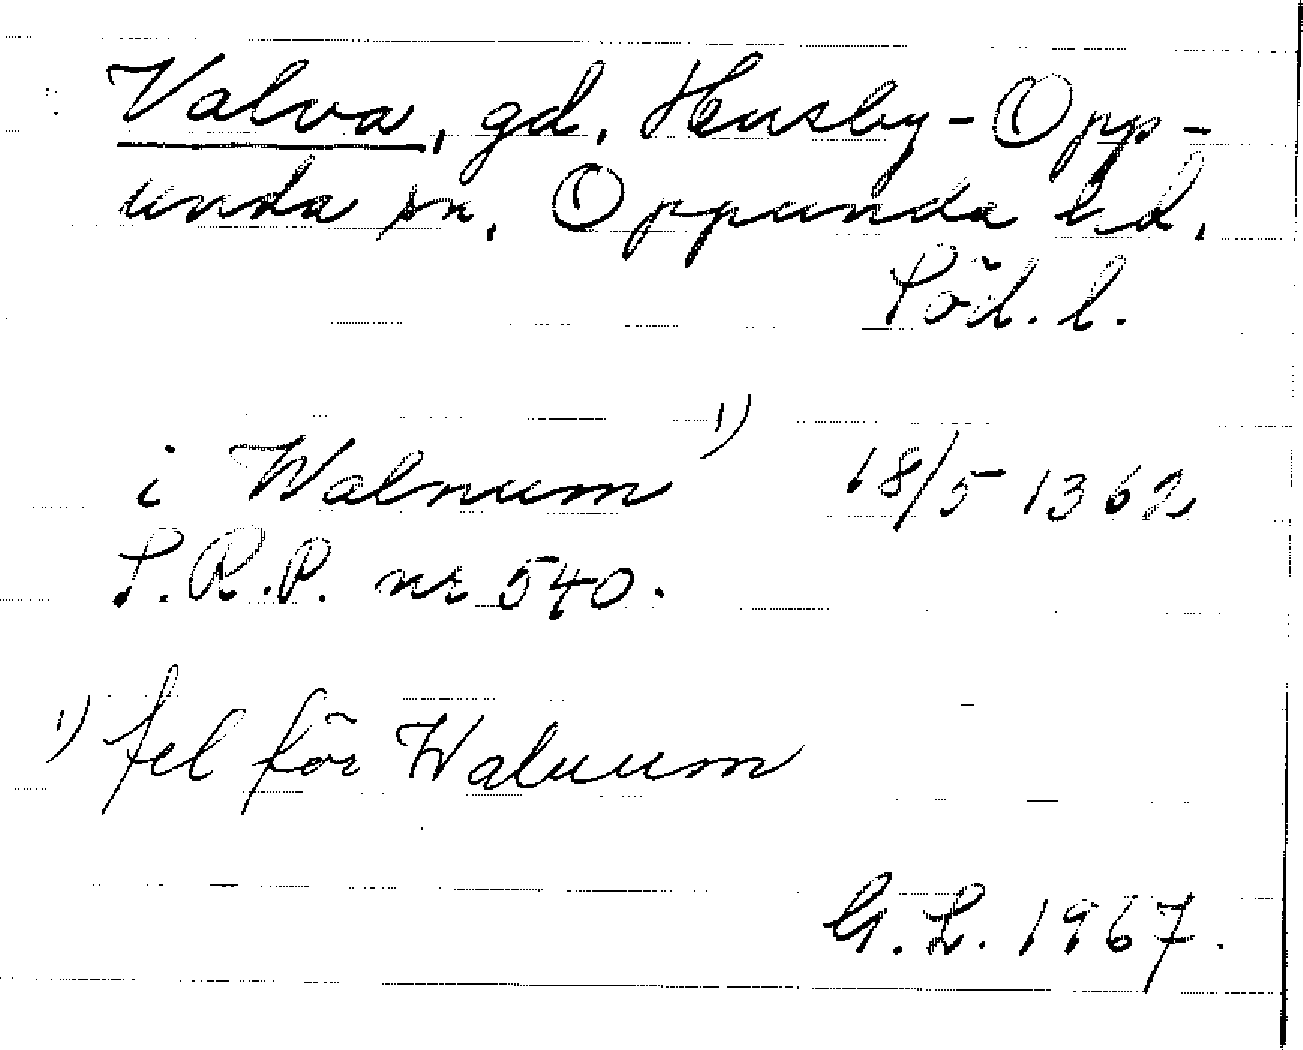 Valva, gd, Husby-Opp-
unda sn, Oppunda hd,
Söd. l.
i Walnum 1) 18/5 1362
S.R.P. nr 540.
1) fel för Waluum
G.L. 1967.